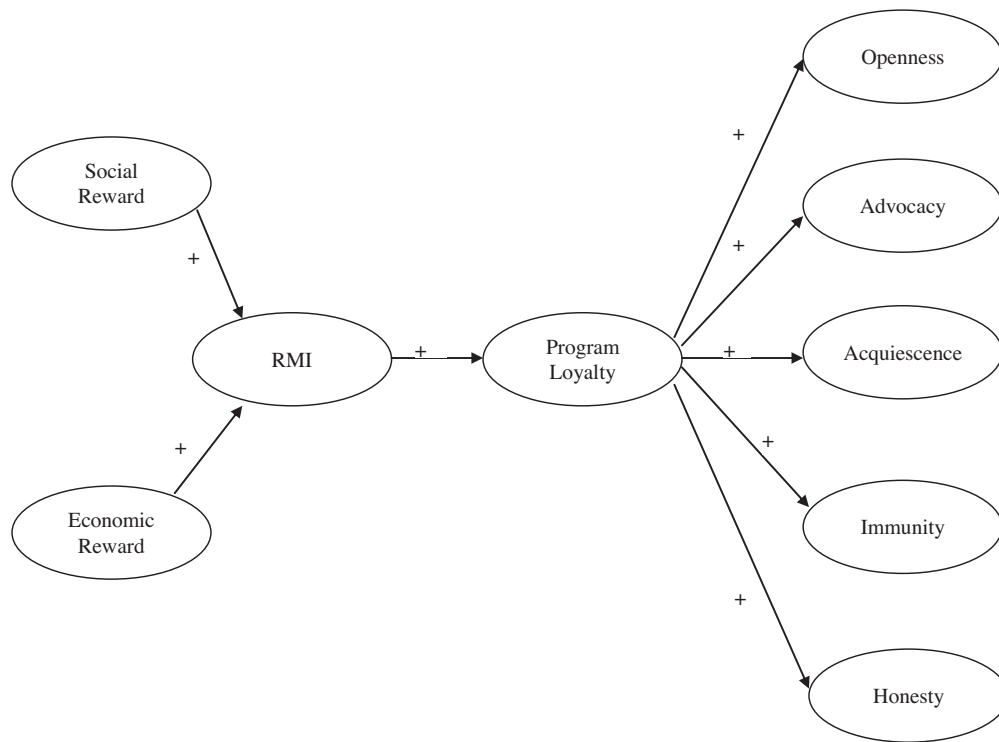 Openness
+
Social
Reward
+
Advocacy
+
+
RMI
+
Program
Loyalty
+
Acquiescence
+
+
Economic
Reward
Immunity
+
Honesty